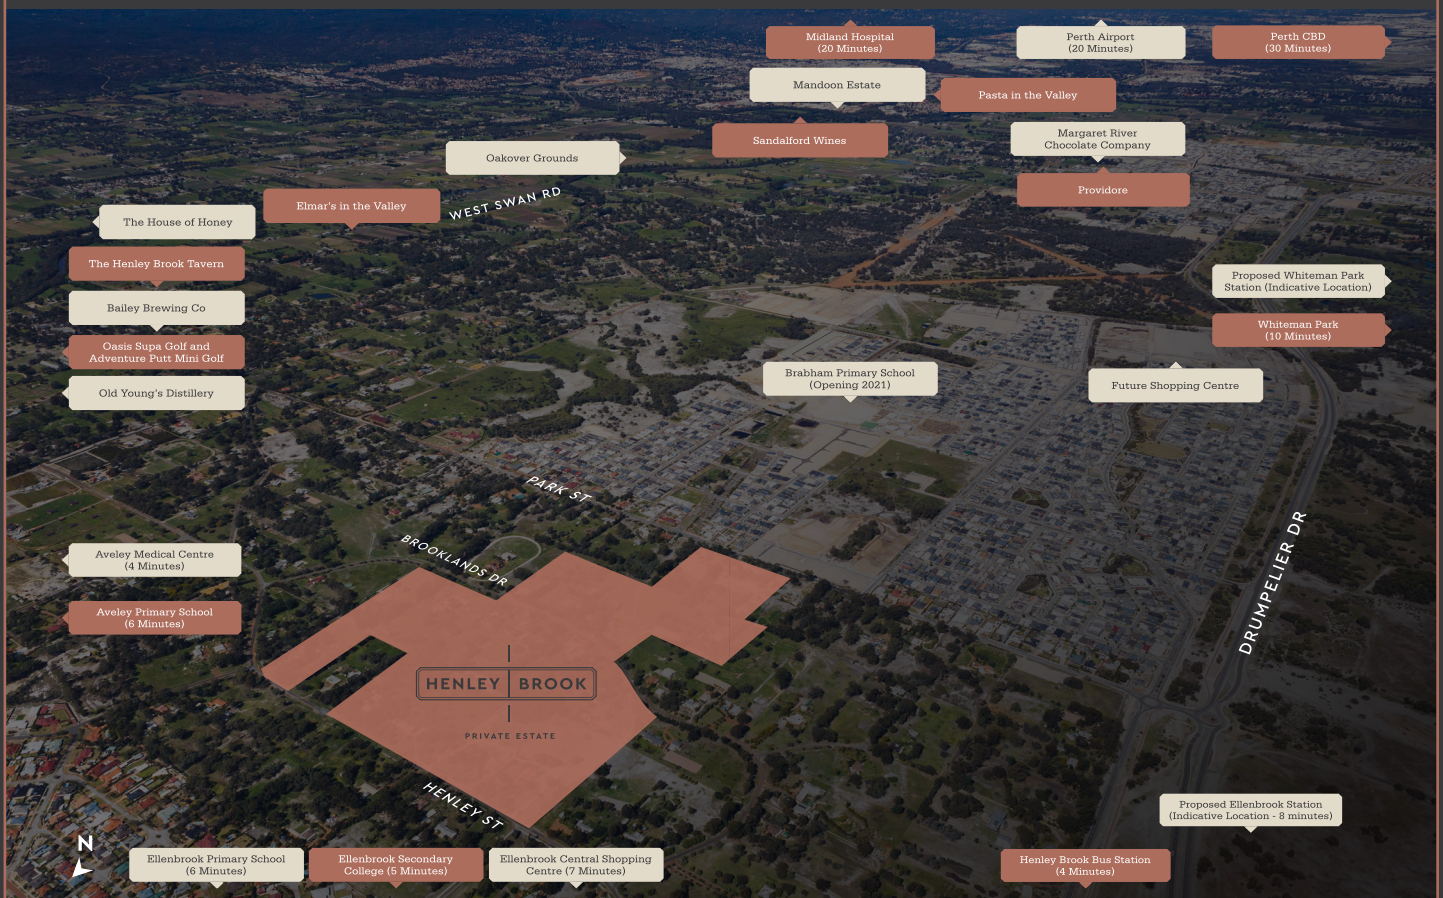 Midland Hospital
(20 Minutes)
Perth Airport
(20 Minutes)
Perth CBD
(30 Minutes)
Mandoon Estate
Pasta in the Valley
Sandalford Wines
Margaret River
Chocolate Company
Oakover Grounds
Providore
Elmar's in the Valley
WEST SWAN RD
The House of Honey
The Henley Brook Tavern
Bailey Brewing Co
Oasis Supa Golf and
Adventure Putt Mini Golf
Old Young's Distillery
Proposed Whiteman Park
Station (Indicative Location)
Whiteman Park
(10 Minutes)
Brabham Primary School
(Opening 2021)
Future Shopping Centre
PARK ST
BROOKLANDS DR
DRUMPELIER DR
Aveley Medical Centre
(4 Minutes)
Aveley Primary School
(6 Minutes)
HENLEY BROOK
PRIVATE ESTATE
HENLEY ST
N
Proposed Ellenbrook Station
(Indicative Location - 8 minutes)
Ellenbrook Primary School
(6 Minutes)
Ellenbrook Secondary
College (5 Minutes)
Ellenbrook Central Shopping
Centre (7 Minutes)
Henley Brook Bus Station
(4 Minutes)